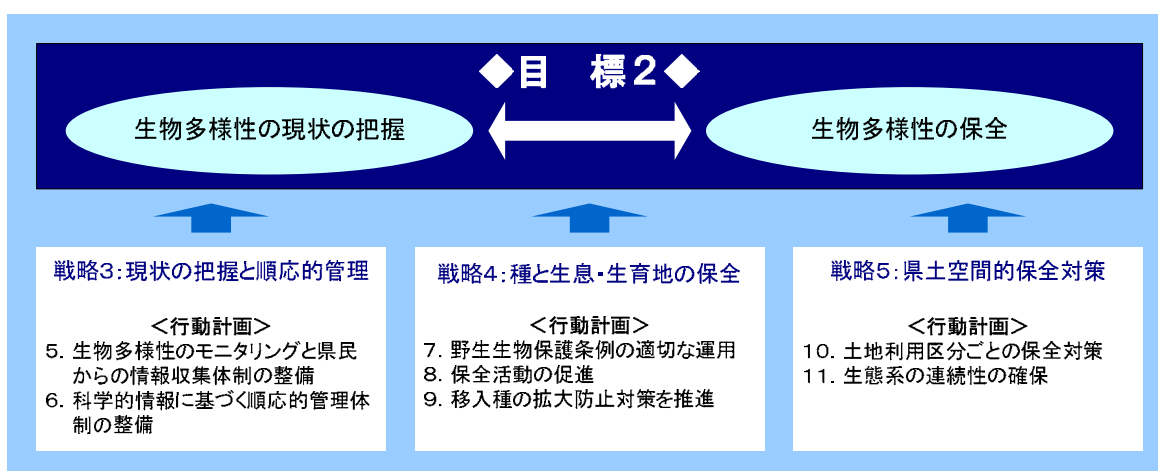 ◆目　標２◆
生物多様性の現状の把握
生物多様性の保全
戦略３：現状の把握と順応的管理
＜行動計画＞
５．生物多様性のモニタリングと県民
からの情報収集体制の整備
６．科学的情報に基づく順応的管理体
制の整備
戦略４：種と生息・生育地の保全
＜行動計画＞
７．野生生物保護条例の適切な運用
８．保全活動の促進
９．移入種の拡大防止対策を推進
戦略５：県土空間的保全対策
＜行動計画＞
１０．土地利用区分ごとの保全対策
１１．生態系の連続性の確保